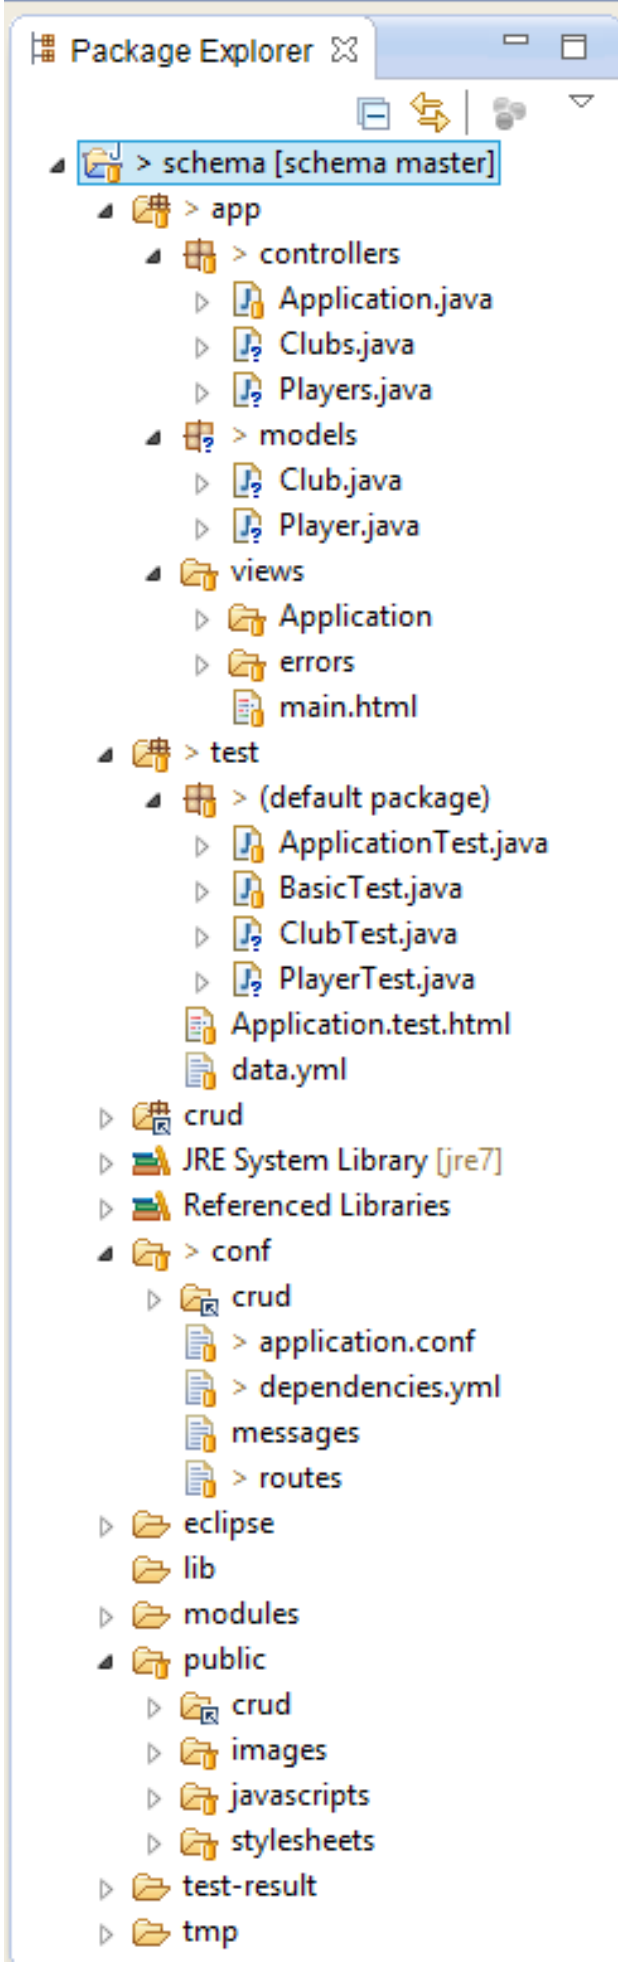 Package Explorer
> schema [schema master]
> app
> controllers
Application.java
Clubs.java
Players.java
> models
Club.java
Player.java
views
Application
errors
main.html
> test
> (default package)
ApplicationTest.java
BasicTest.java
ClubTest.java
PlayerTest.java
Application.test.html
data.yml
crud
JRE System Library [jre7]
Referenced Libraries
> conf
crud
> application.conf
> dependencies.yml
messages
> routes
eclipse
lib
modules
public
crud
images
javascripts
stylesheets
test-result
tmp